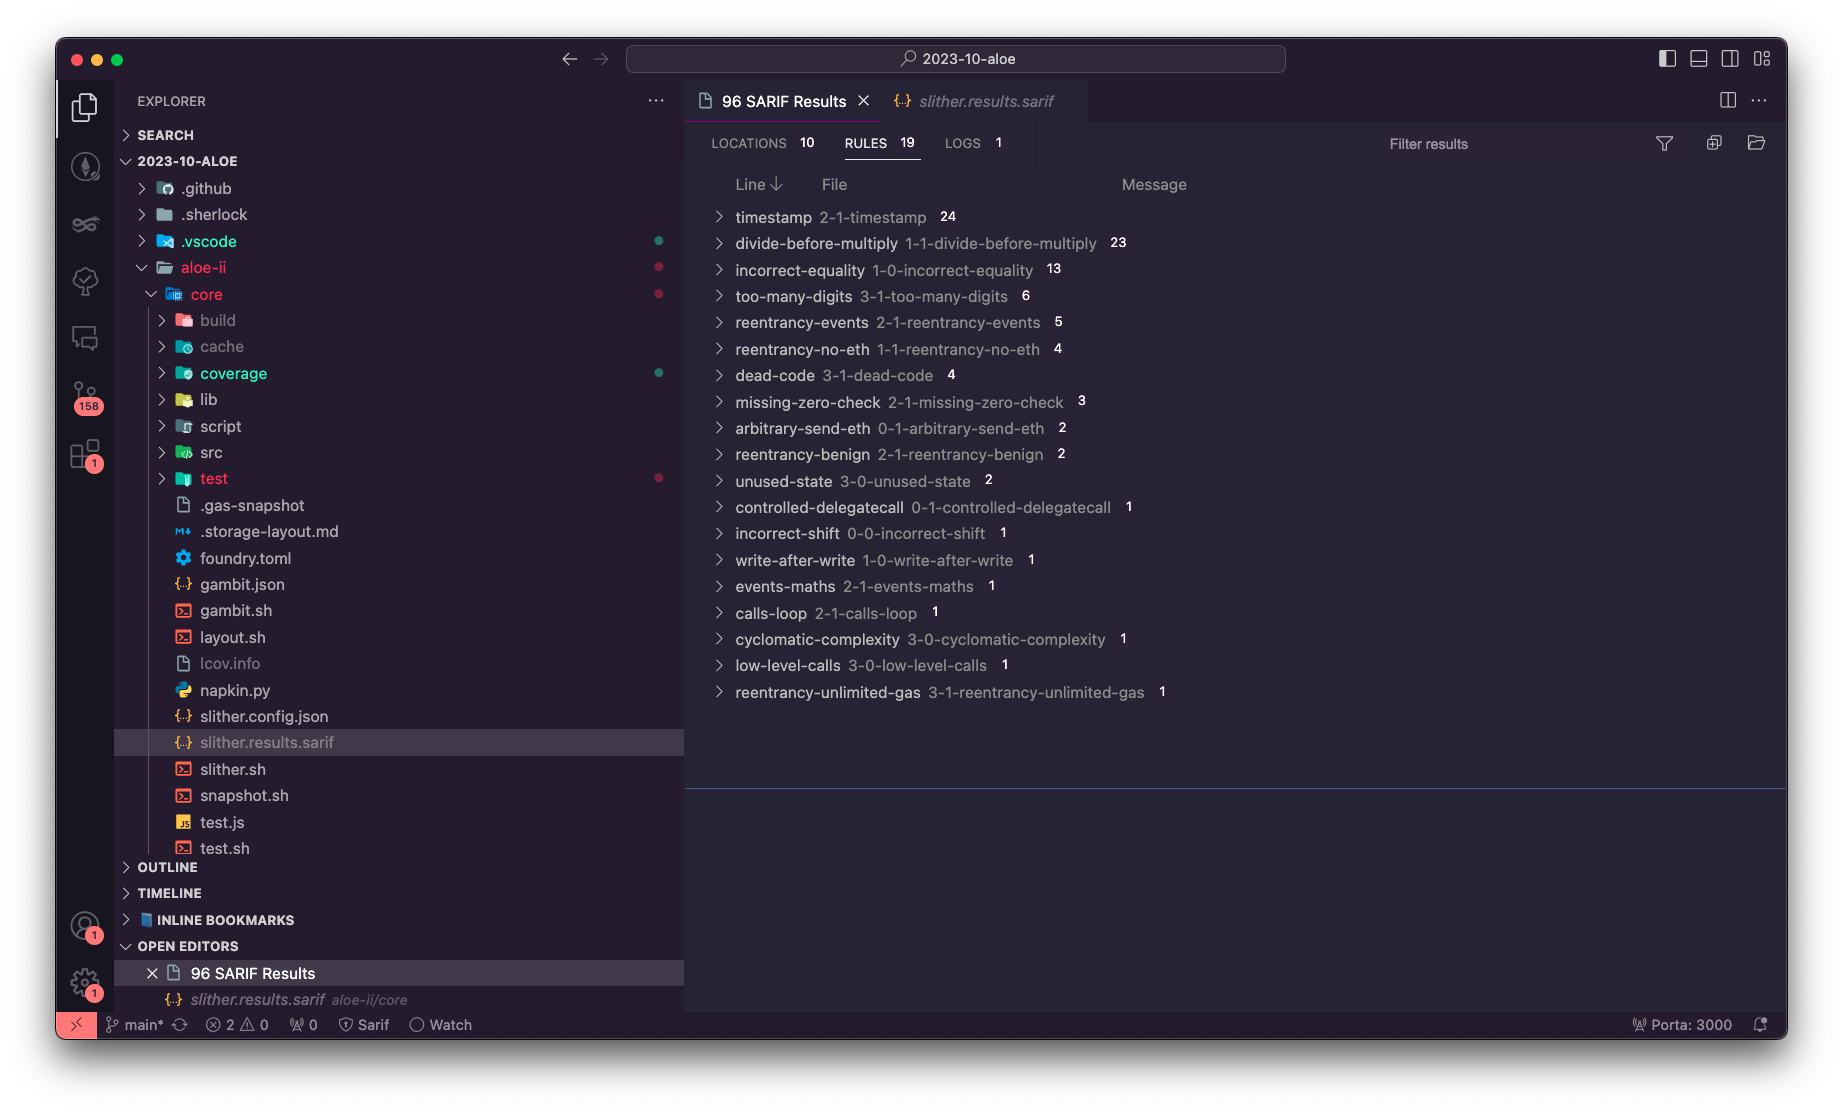 2023-10-aloe
EXPLORER
SEARCH
2023-10-ALOE
.github
.sherlock
.vscode
aloe-ii
core
build
cache
coverage
lib
script
src
test
.gas-snapshot
.storage-layout.md
foundry.toml
gambit.json
gambit.sh
layout.sh
lcov.info
napkin.py
slither.config.json
slither.results.sarif
slither.sh
snapshot.sh
test.js
test.sh
OUTLINE
TIMELINE
INLINE BOOKMARKS
OPEN EDITORS
96 SARIF Results
slither.results.sarif aloe-ii/core
158
1
1
1
96 SARIF Results
slither.results.sarif
LOCATIONS 10 RULES 19 LOGS 1
Filter results
Line File Message
timestamp 2-1-timestamp 24
divide-before-multiply 1-1-divide-before-multiply 23
incorrect-equality 1-0-incorrect-equality 13
too-many-digits 3-1-too-many-digits 6
reentrancy-events 2-1-reentrancy-events 5
reentrancy-no-eth 1-1-reentrancy-no-eth 4
dead-code 3-1-dead-code 4
missing-zero-check 2-1-missing-zero-check 3
arbitrary-send-eth 0-1-arbitrary-send-eth 2
reentrancy-benign 2-1-reentrancy-benign 2
unused-state 3-0-unused-state 2
controlled-delegatecall 0-1-controlled-delegatecall 1
incorrect-shift 0-0-incorrect-shift 1
write-after-write 1-0-write-after-write 1
events-maths 2-1-events-maths 1
calls-loop 2-1-calls-loop 1
cyclomatic-complexity 3-0-cyclomatic-complexity 1
low-level-calls 3-0-low-level-calls 1
reentrancy-unlimited-gas 3-1-reentrancy-unlimited-gas 1
main* 2 0 0 Sarif Watch
Porta: 3000